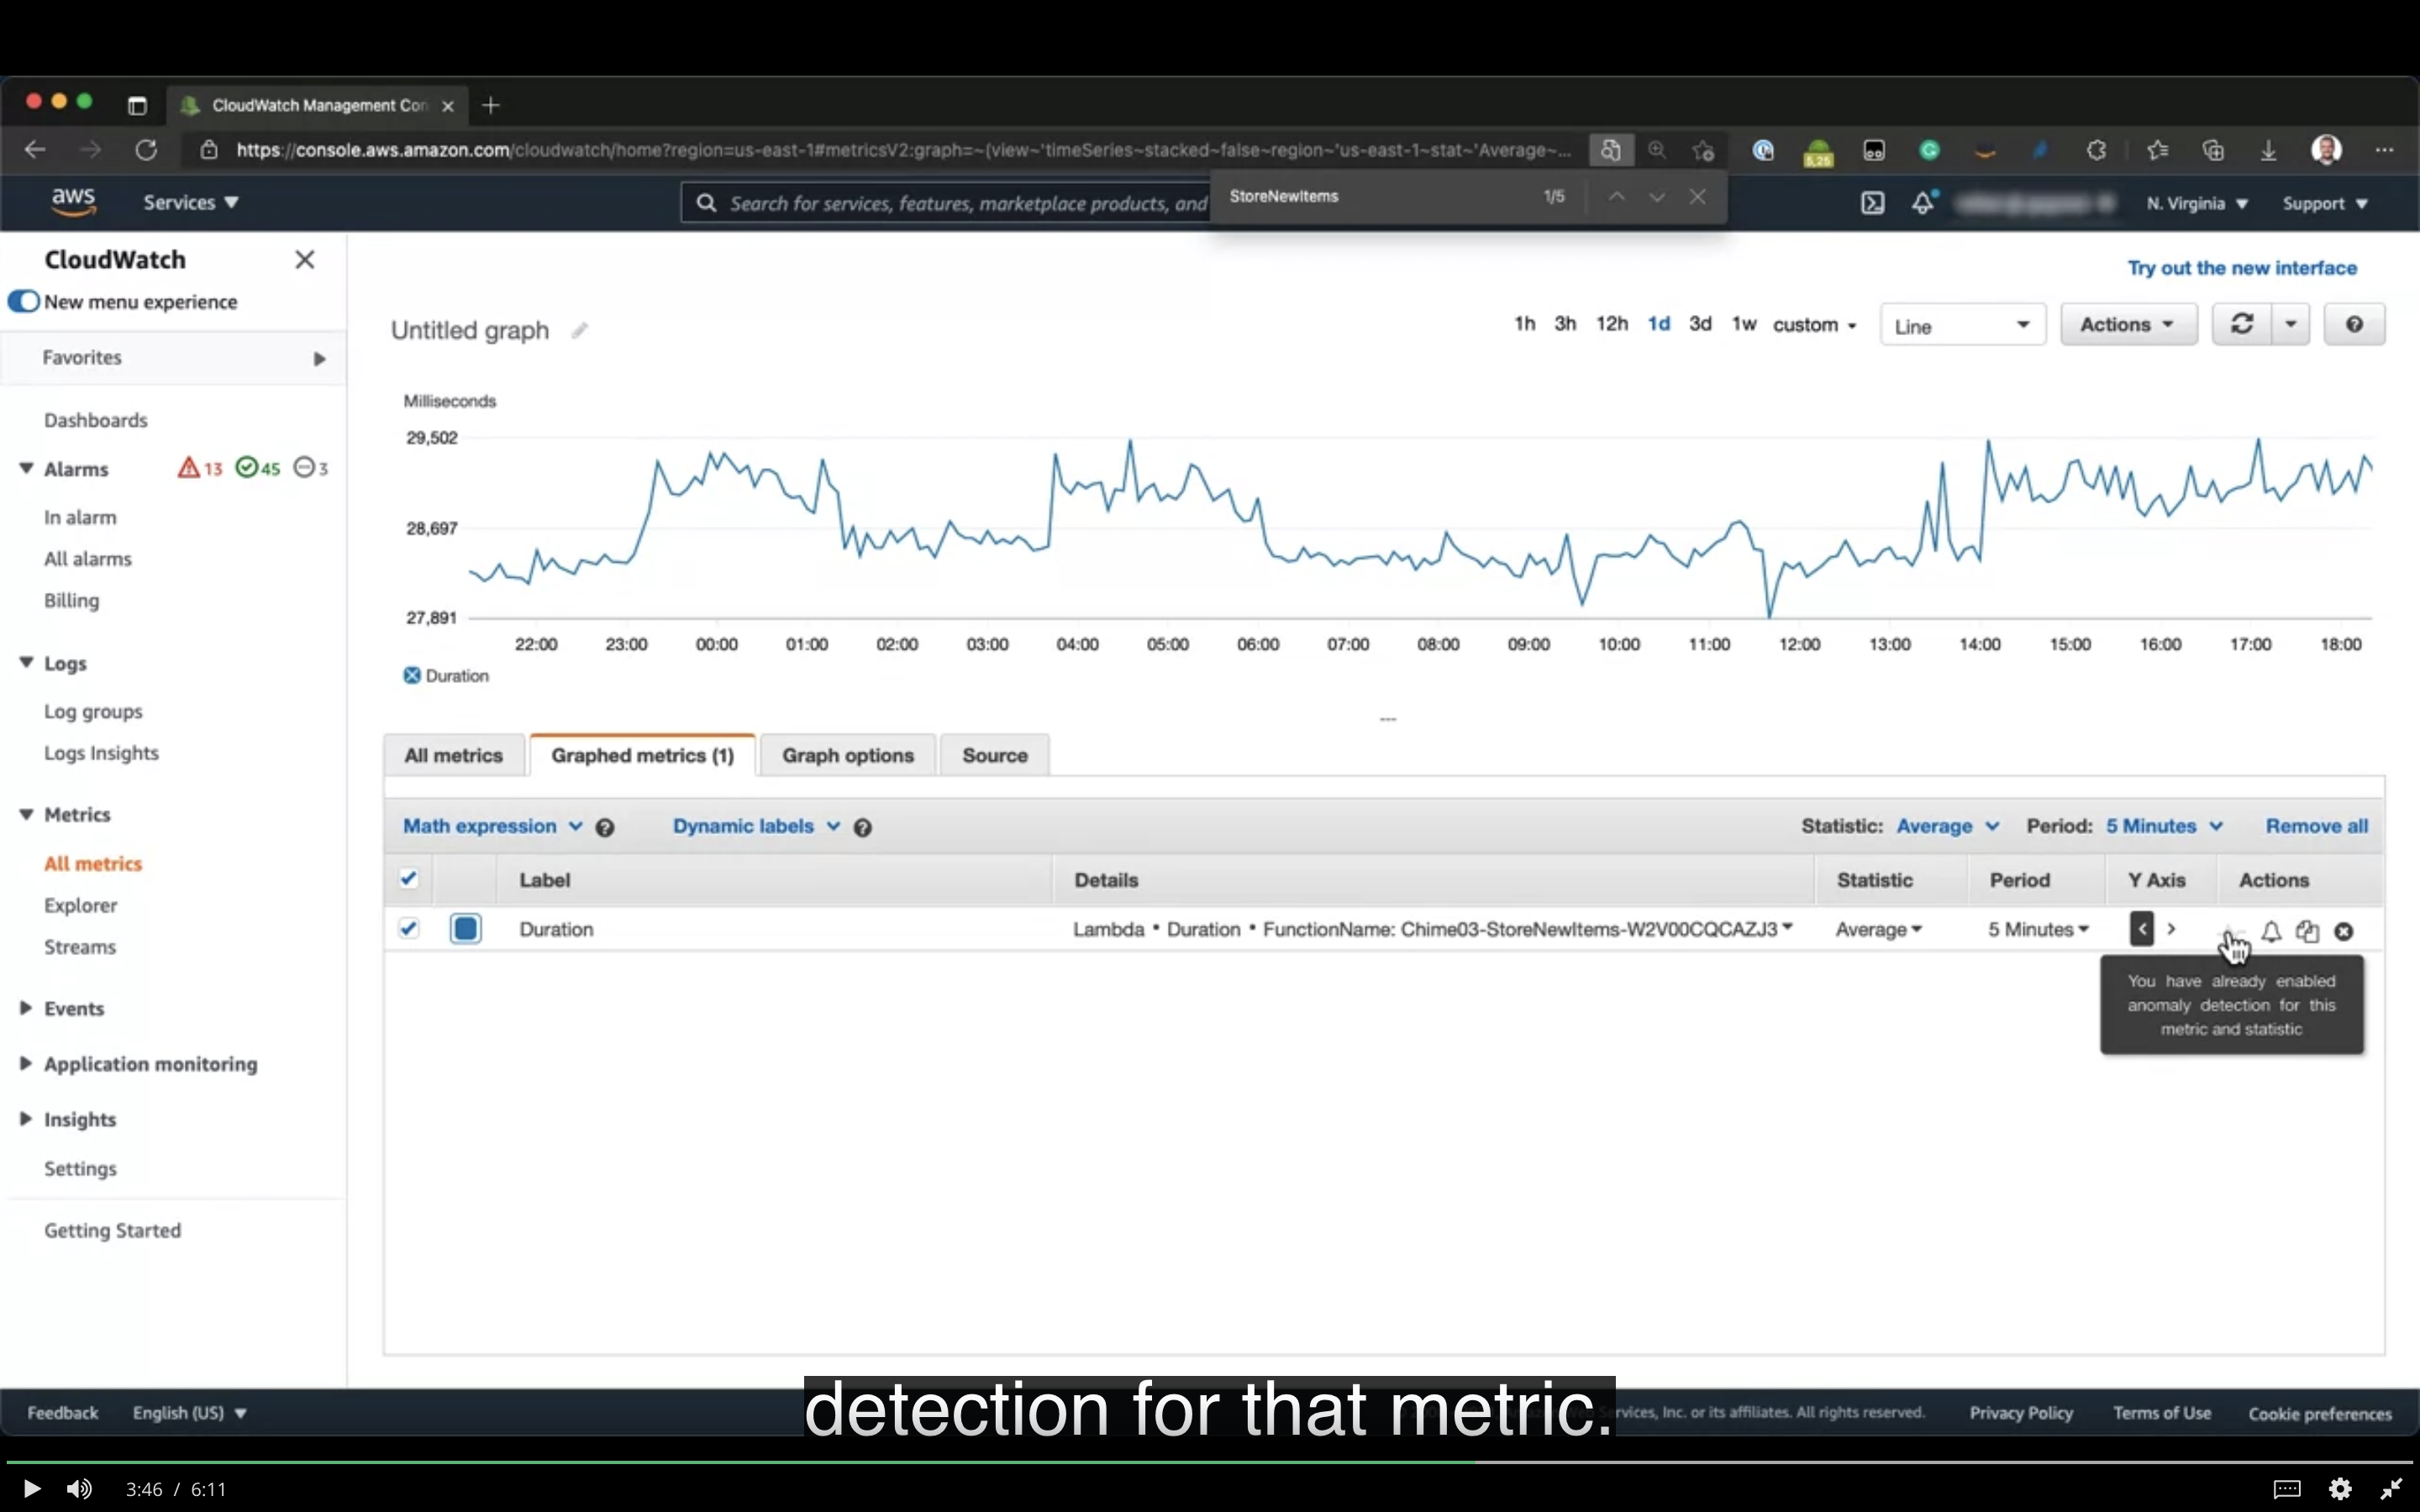 CloudWatch Management Con
https://console.aws.amazon.com/cloudwatch/home?region=us-east-1#metricsV2:graph=~(view~'timeSeries~stacked~false~region~'us-east-1~stat~'Average~...
5,25
aws
Services
Search for services, features, marketplace products, and
StoreNewItems
1/5
N. Virginia
Support
CloudWatch
New menu experience
Favorites
Dashboards
Alarms
13
45
3
In alarm
All alarms
Billing
Logs
Log groups
Logs Insights
Metrics
All metrics
Explorer
Streams
Events
Application monitoring
Insights
Settings
Getting Started
Try out the new interface
Untitled graph
1h 3h 12h 1d 3d 1w custom
Line
Actions
Milliseconds
29,502
28,697
27,891
22:00 23:00 00:00 01:00 02:00 03:00 04:00 05:00 06:00 07:00 08:00 09:00 10:00 11:00 12:00 13:00 14:00 15:00 16:00 17:00 18:00
Duration
All metrics
Graphed metrics (1)
Graph options
Source
Math expression
Dynamic labels
Statistic: Average
Period: 5 Minutes
Remove all
Label Details Statistic Period Y Axis Actions
Duration Lambda • Duration • FunctionName: Chime03-StoreNewItems-W2V00CQCAZJ3 Average 5 Minutes
You have already enabled
anomaly detection for this
metric and statistic
detection for that metric.
Feedback
English (US)
rvices, Inc. or its affiliates. All rights reserved.
Privacy Policy
Terms of Use
Cookie preferences
3:46 / 6:11